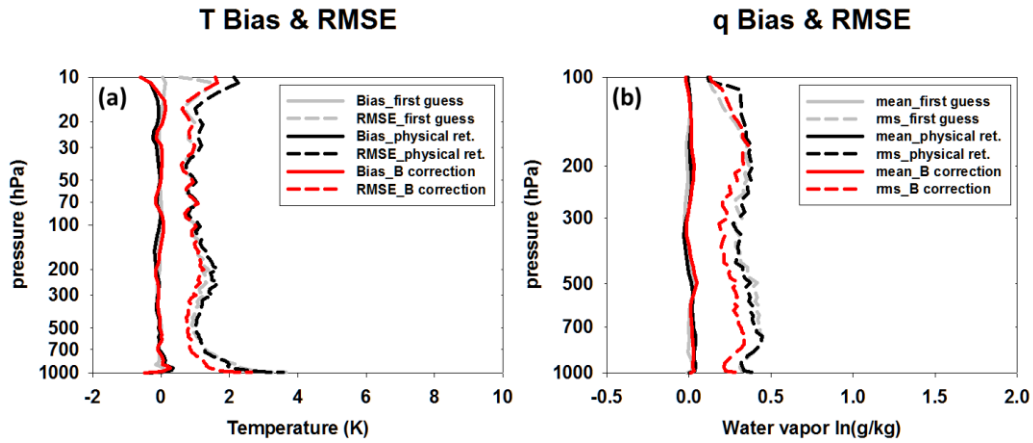 T Bias & RMSE
q Bias & RMSE
(a)
Bias_first guess
RMSE_first guess
Bias_physical ret.
RMSE_physical ret.
Bias_B correction
RMSE_B correction
pressure (hPa)
10
20
30
50
70
100
200
300
500
700
1000
-2
0
2
4
6
8
10
Temperature (K)
(b)
mean_first guess
rms_first guess
mean_physical ret.
rms_physical ret.
mean_B correction
rms_B correction
pressure (hPa)
100
200
300
500
700
1000
-0.5
0.0
0.5
1.0
1.5
2.0
Water vapor ln(g/kg)